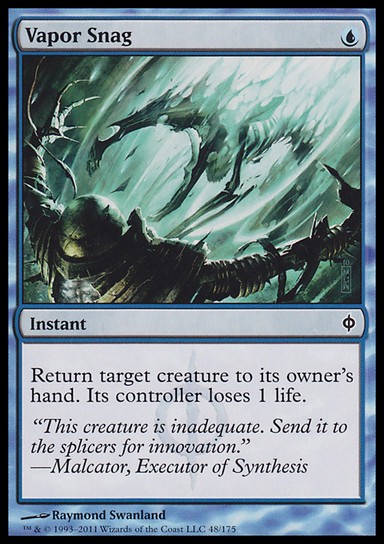 Vapor Snag
Instant
Return target creature to its owner's
hand. Its controller loses 1 life.
"This creature is inadequate. Send it to
the splicers for innovation."
—Malcator, Executor of Synthesis
Raymond Swanland
™ & © 1993–2011 Wizards of the Coast LLC 48/175